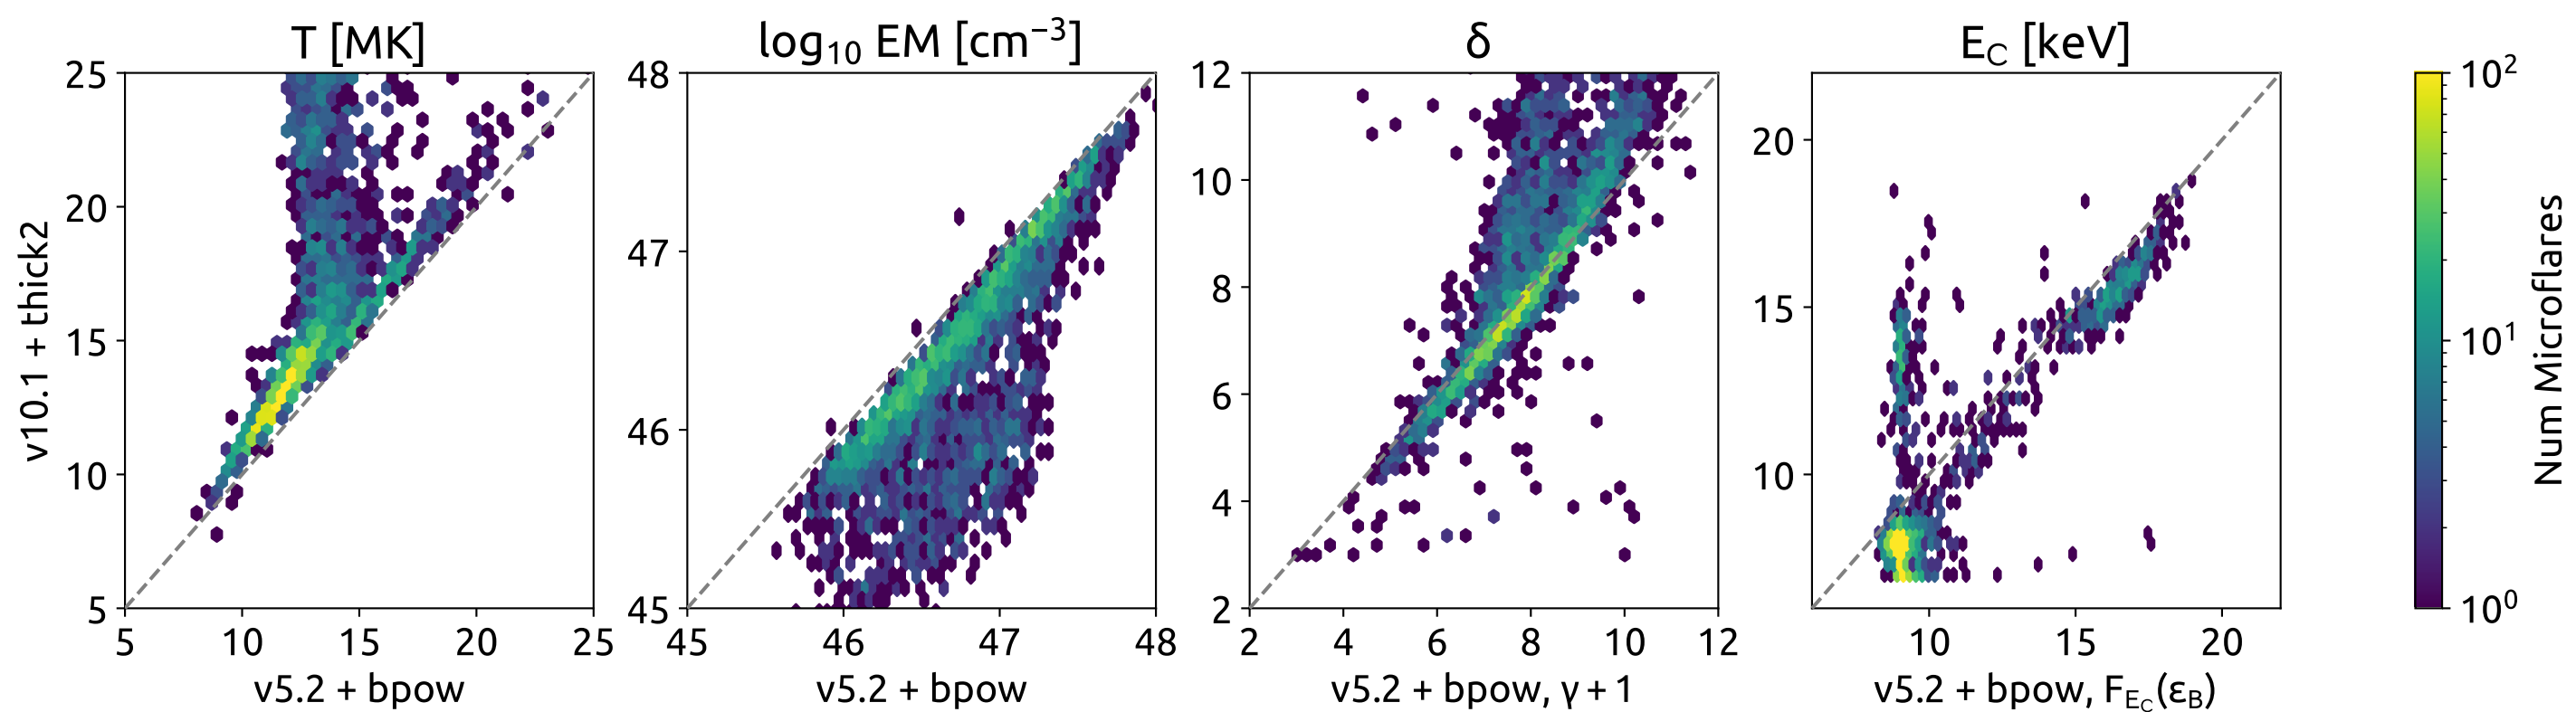 T [MK]
log₁₀ EM [cm⁻³]
δ
E_C [keV]
v10.1 + thick2
25
20
15
10
5
5 10 15 20 25
v5.2 + bpow
48
47
46
45
45 46 47 48
v5.2 + bpow
12
10
8
6
4
2
2 4 6 8 10 12
v5.2 + bpow, γ + 1
20
15
10
10 15 20
v5.2 + bpow, F_E_C(ε_B)
10²
10¹
10⁰
Num Microflares